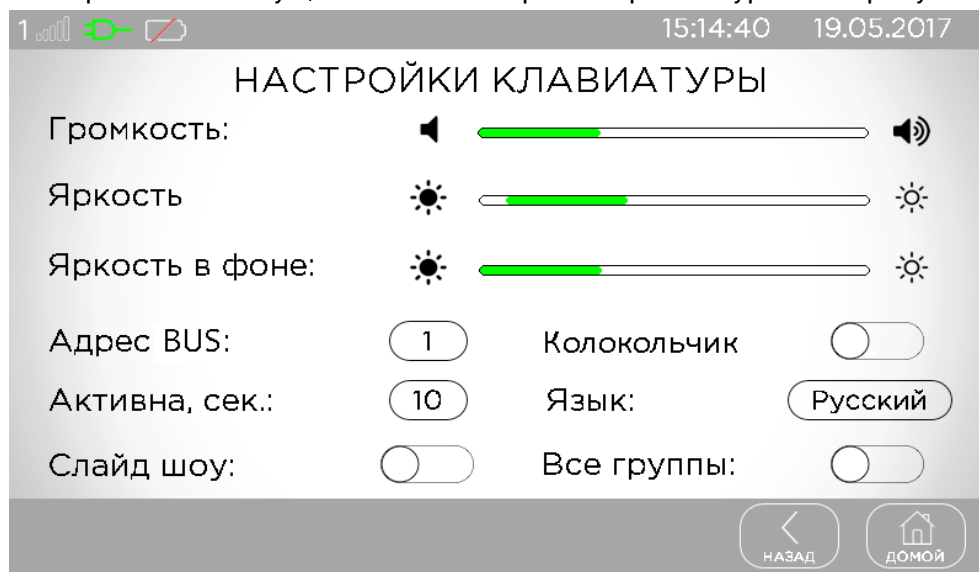 1 15:14:40 19.05.2017
НАСТРОЙКИ КЛАВИАТУРЫ
Громкость:
Яркость
Яркость в фоне:
Адрес BUS: 1 Колокольчик
Активна, сек.: 10 Язык: Русский
Слайд шоу: Все группы:
НАЗАД ДОМОЙ